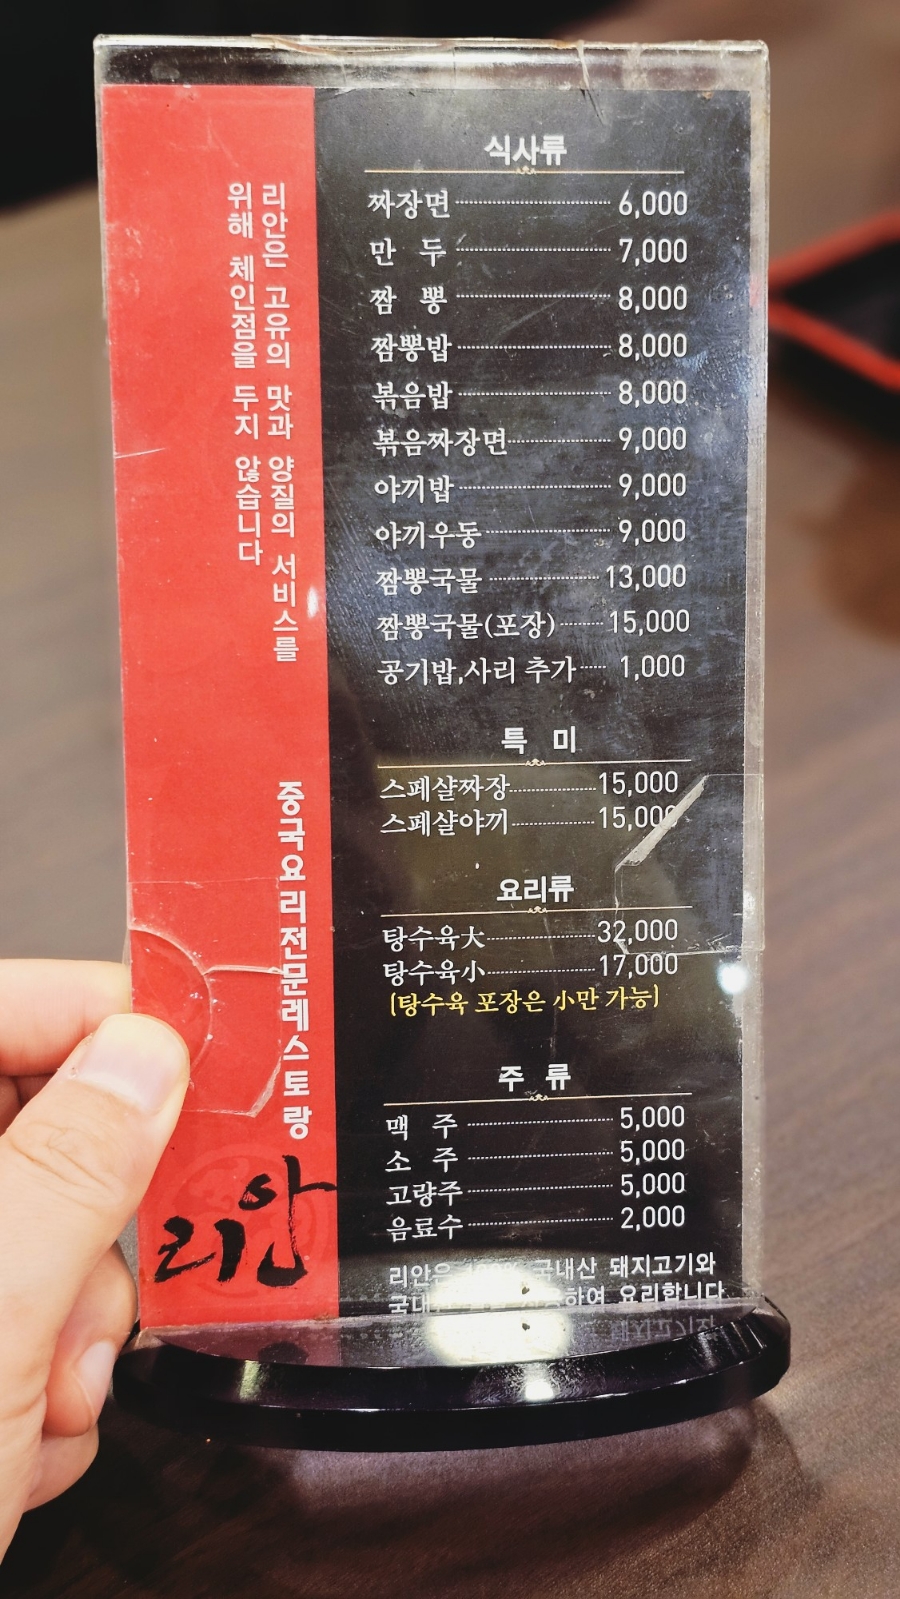 리안은 고유의 맛과 양질의 서비스를
위해 체인점을 두지 않습니다
중국요리전문레스토랑
리안
식사류
짜장면 6,000
만 두 7,000
짬 뽕 8,000
짬뽕밥 8,000
볶음밥 8,000
볶음짜장면 9,000
야끼밥 9,000
야끼우동 9,000
짬뽕국물 13,000
짬뽕국물(포장) 15,000
공기밥,사리 추가 1,000
특 미
스페샬짜장 15,000
스페샬야끼 15,000
요리류
탕수육大 32,000
탕수육小 17,000
[탕수육 포장은 小만 가능]
주 류
맥 주 5,000
소 주 5,000
고량주 5,000
음료수 2,000
리안은 국내산 돼지고기와
요리합니다